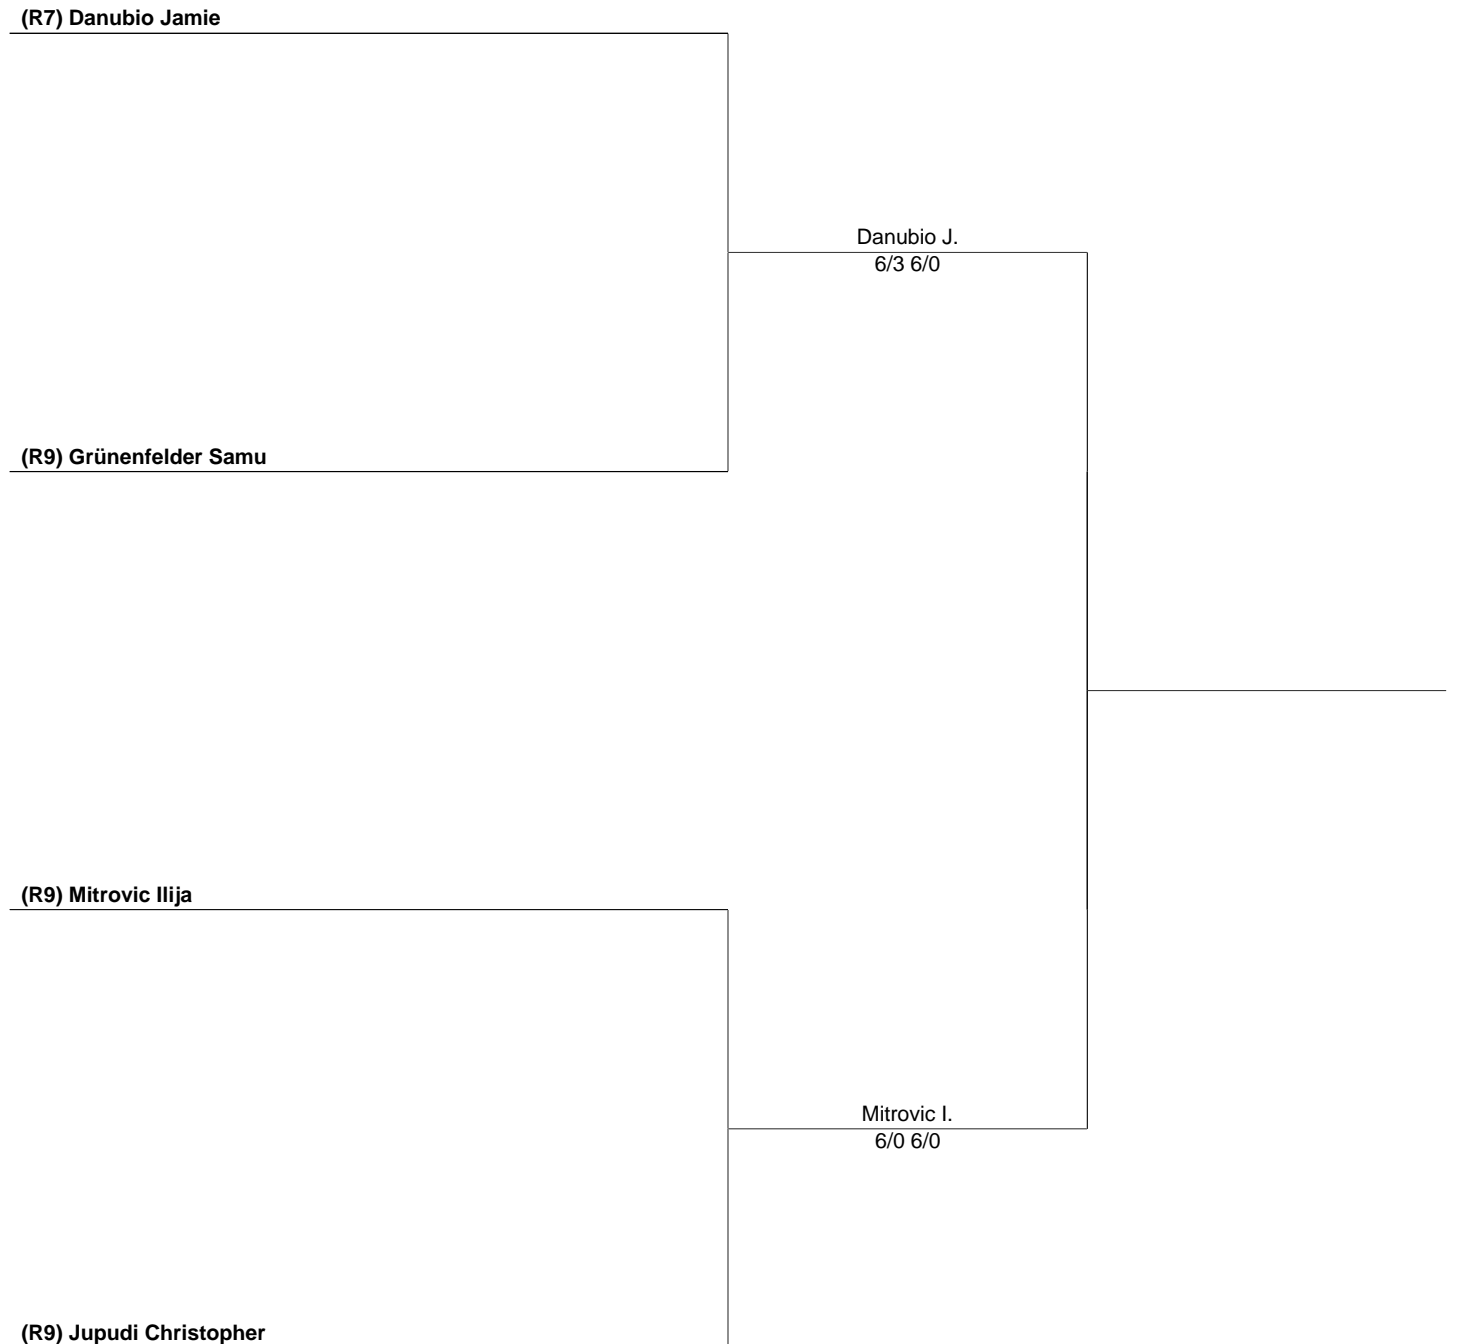 (R7) Danubio Jamie
Danubio J.
6/3 6/0
(R9) Grünenfelder Samu
(R9) Mitrovic Ilija
Mitrovic I.
6/0 6/0
(R9) Jupudi Christopher